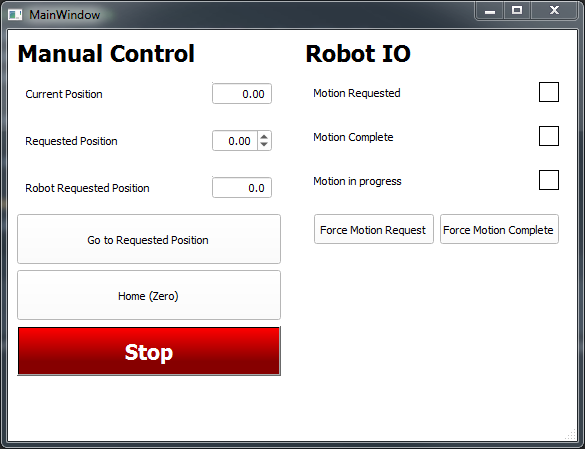 MainWindow
Manual Control
Current Position 0.00
Requested Position 0.00
Robot Requested Position 0.0
Go to Requested Position
Home (Zero)
Stop
Robot IO
Motion Requested
Motion Complete
Motion in progress
Force Motion Request Force Motion Complete